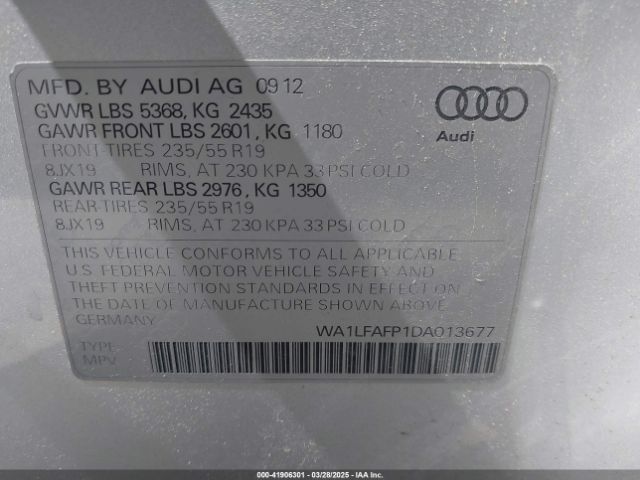 MFD. BY AUDI AG 09 12
GVWR LBS 5368, KG 2435
GAWR FRONT LBS 2601, KG 1180
FRONT-TIRES 235/55 R19
8JX19 RIMS, AT 230 KPA 33 PSI COLD
GAWR REAR LBS 2976, KG 1350
REAR-TIRES 235/55 R19
8JX19 RIMS, AT 230 KPA 33 PSI COLD
Audi
THIS VEHICLE CONFORMS TO ALL APPLICABLE
U.S. FEDERAL MOTOR VEHICLE SAFETY AND
THEFT PREVENTION STANDARDS IN EFFECT ON
THE DATE OF MANUFACTURE SHOWN ABOVE.
GERMANY
WA1LFAFP1DA013677
TYPE
MPV
000-41906301 - 03/28/2025 - IAAI.COM